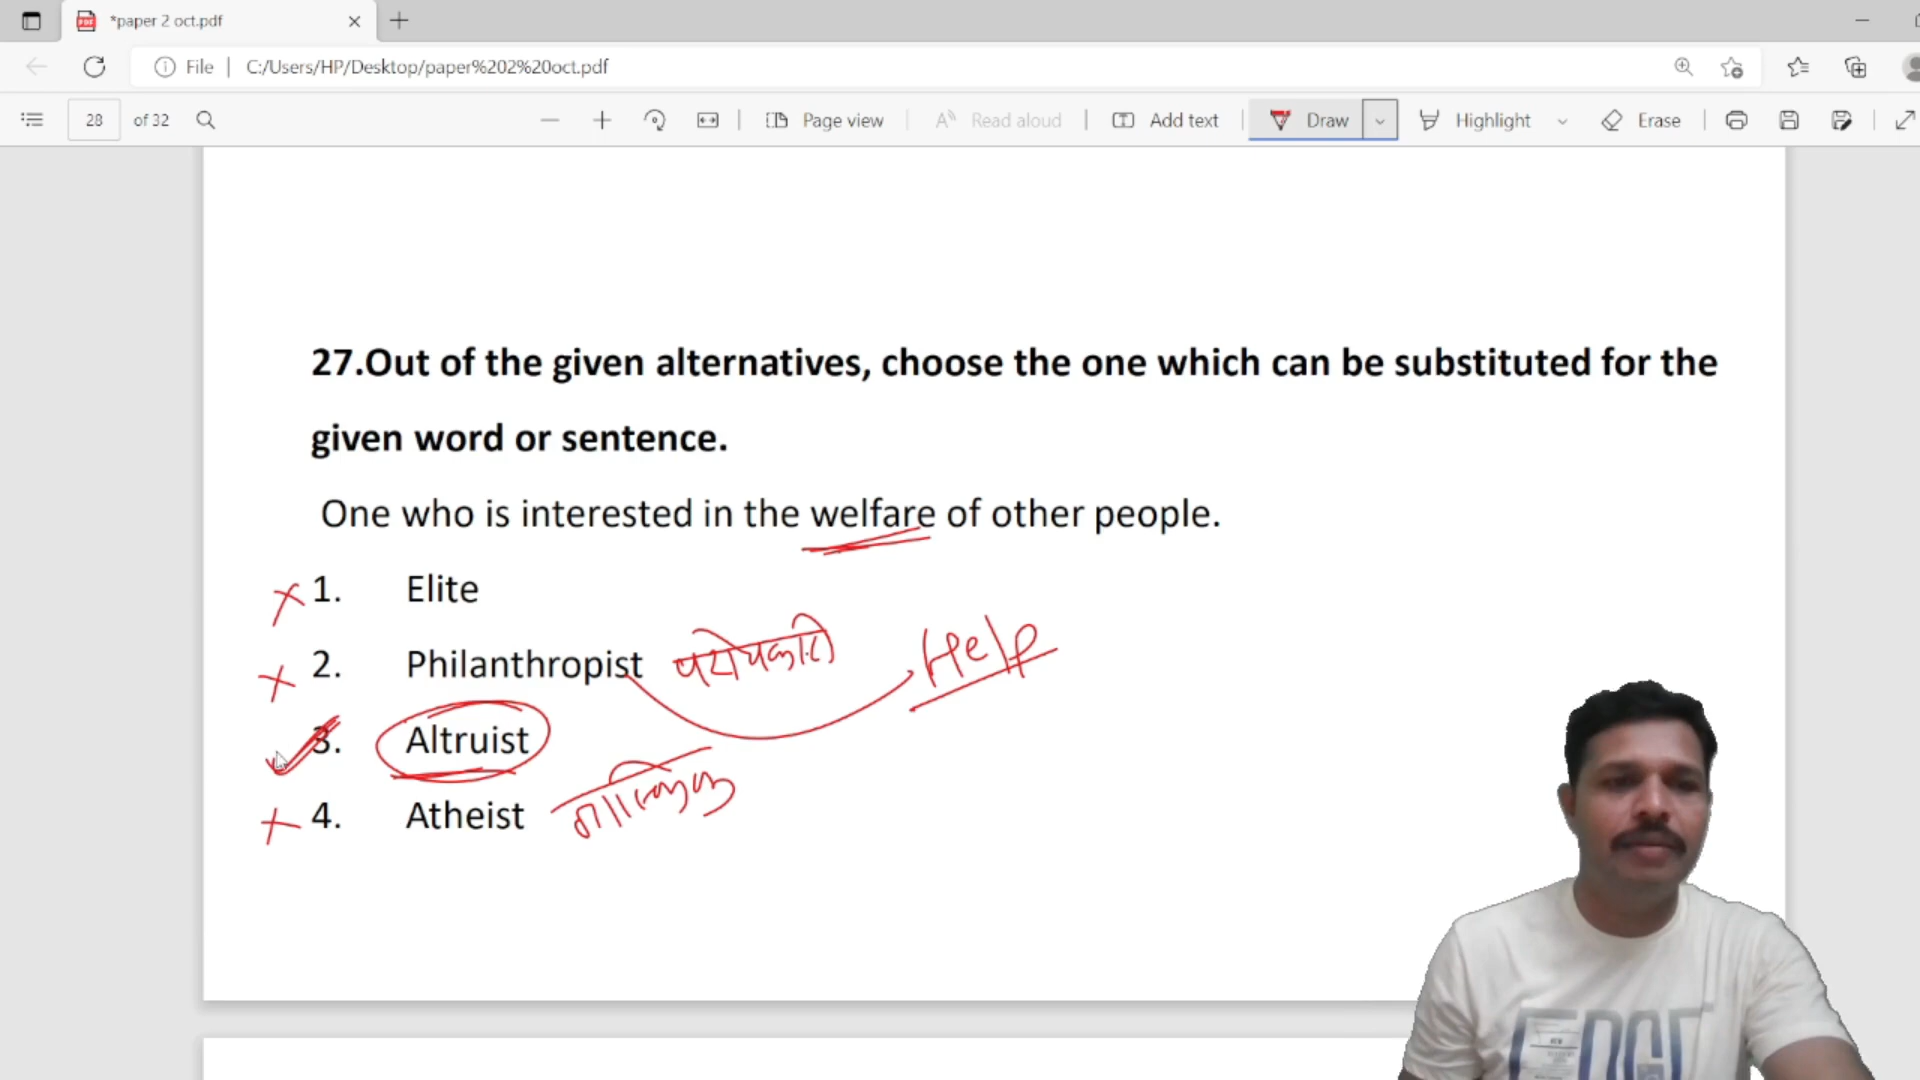 *paper 2 oct.pdf
File | C:/Users/HP/Desktop/paper%202%20oct.pdf
28 of 32 Page view Read aloud Add text Draw Highlight Erase
27.Out of the given alternatives, choose the one which can be substituted for the
given word or sentence.
One who is interested in the welfare of other people.
× 1. Elite
× 2. Philanthropist परोपकारी Help
3. Altruist
× 4. Atheist नास्तिक